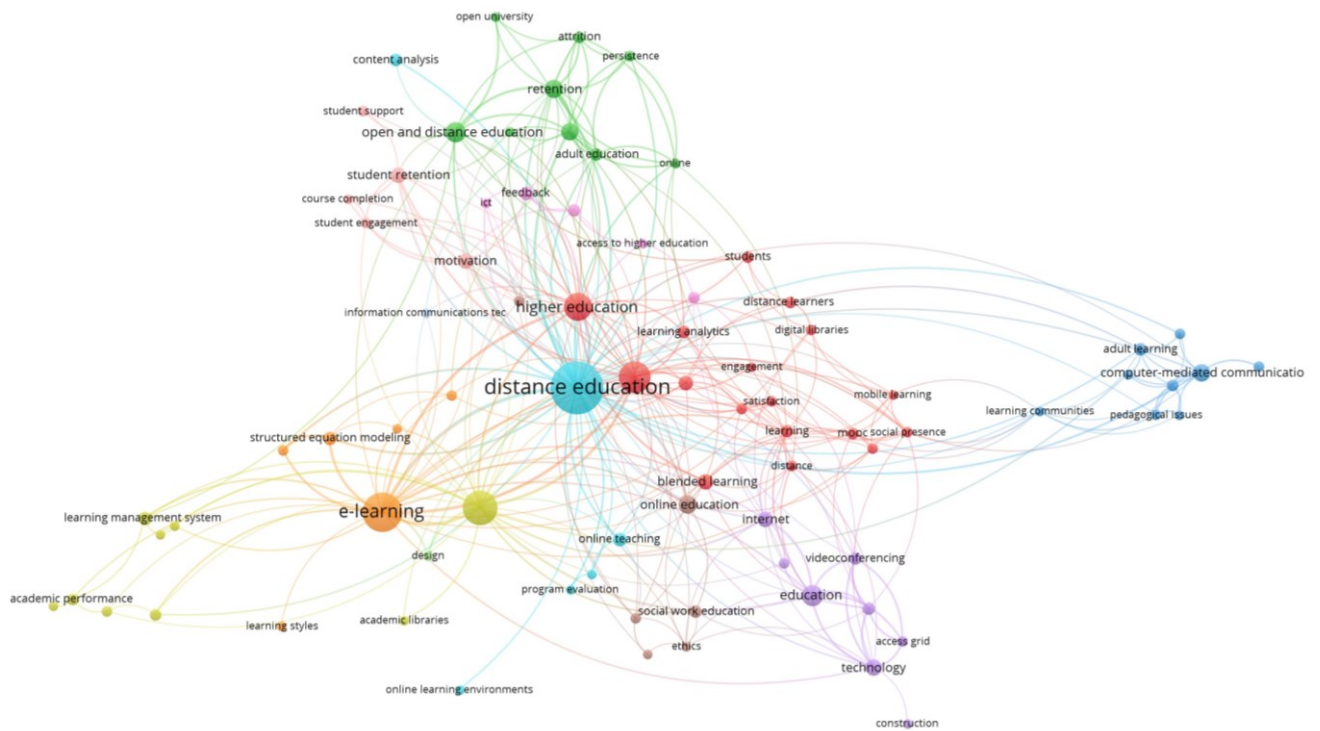 open university
attrition
persistence
content analysis
retention
student support
open and distance education
adult education
online
student retention
feedback
course completion
ict
student engagement
access to higher education
students
motivation
distance learners
information communications tec
higher education
learning analytics
digital libraries
adult learning
engagement
computer-mediated communicatio
distance education
satisfaction
mobile learning
learning communities
pedagogical issues
structured equation modeling
learning
mooc
social presence
distance
blended learning
online education
e-learning
learning management system
internet
online teaching
design
videoconferencing
program evaluation
education
academic performance
social work education
learning styles
academic libraries
ethics
access grid
technology
online learning environments
construction